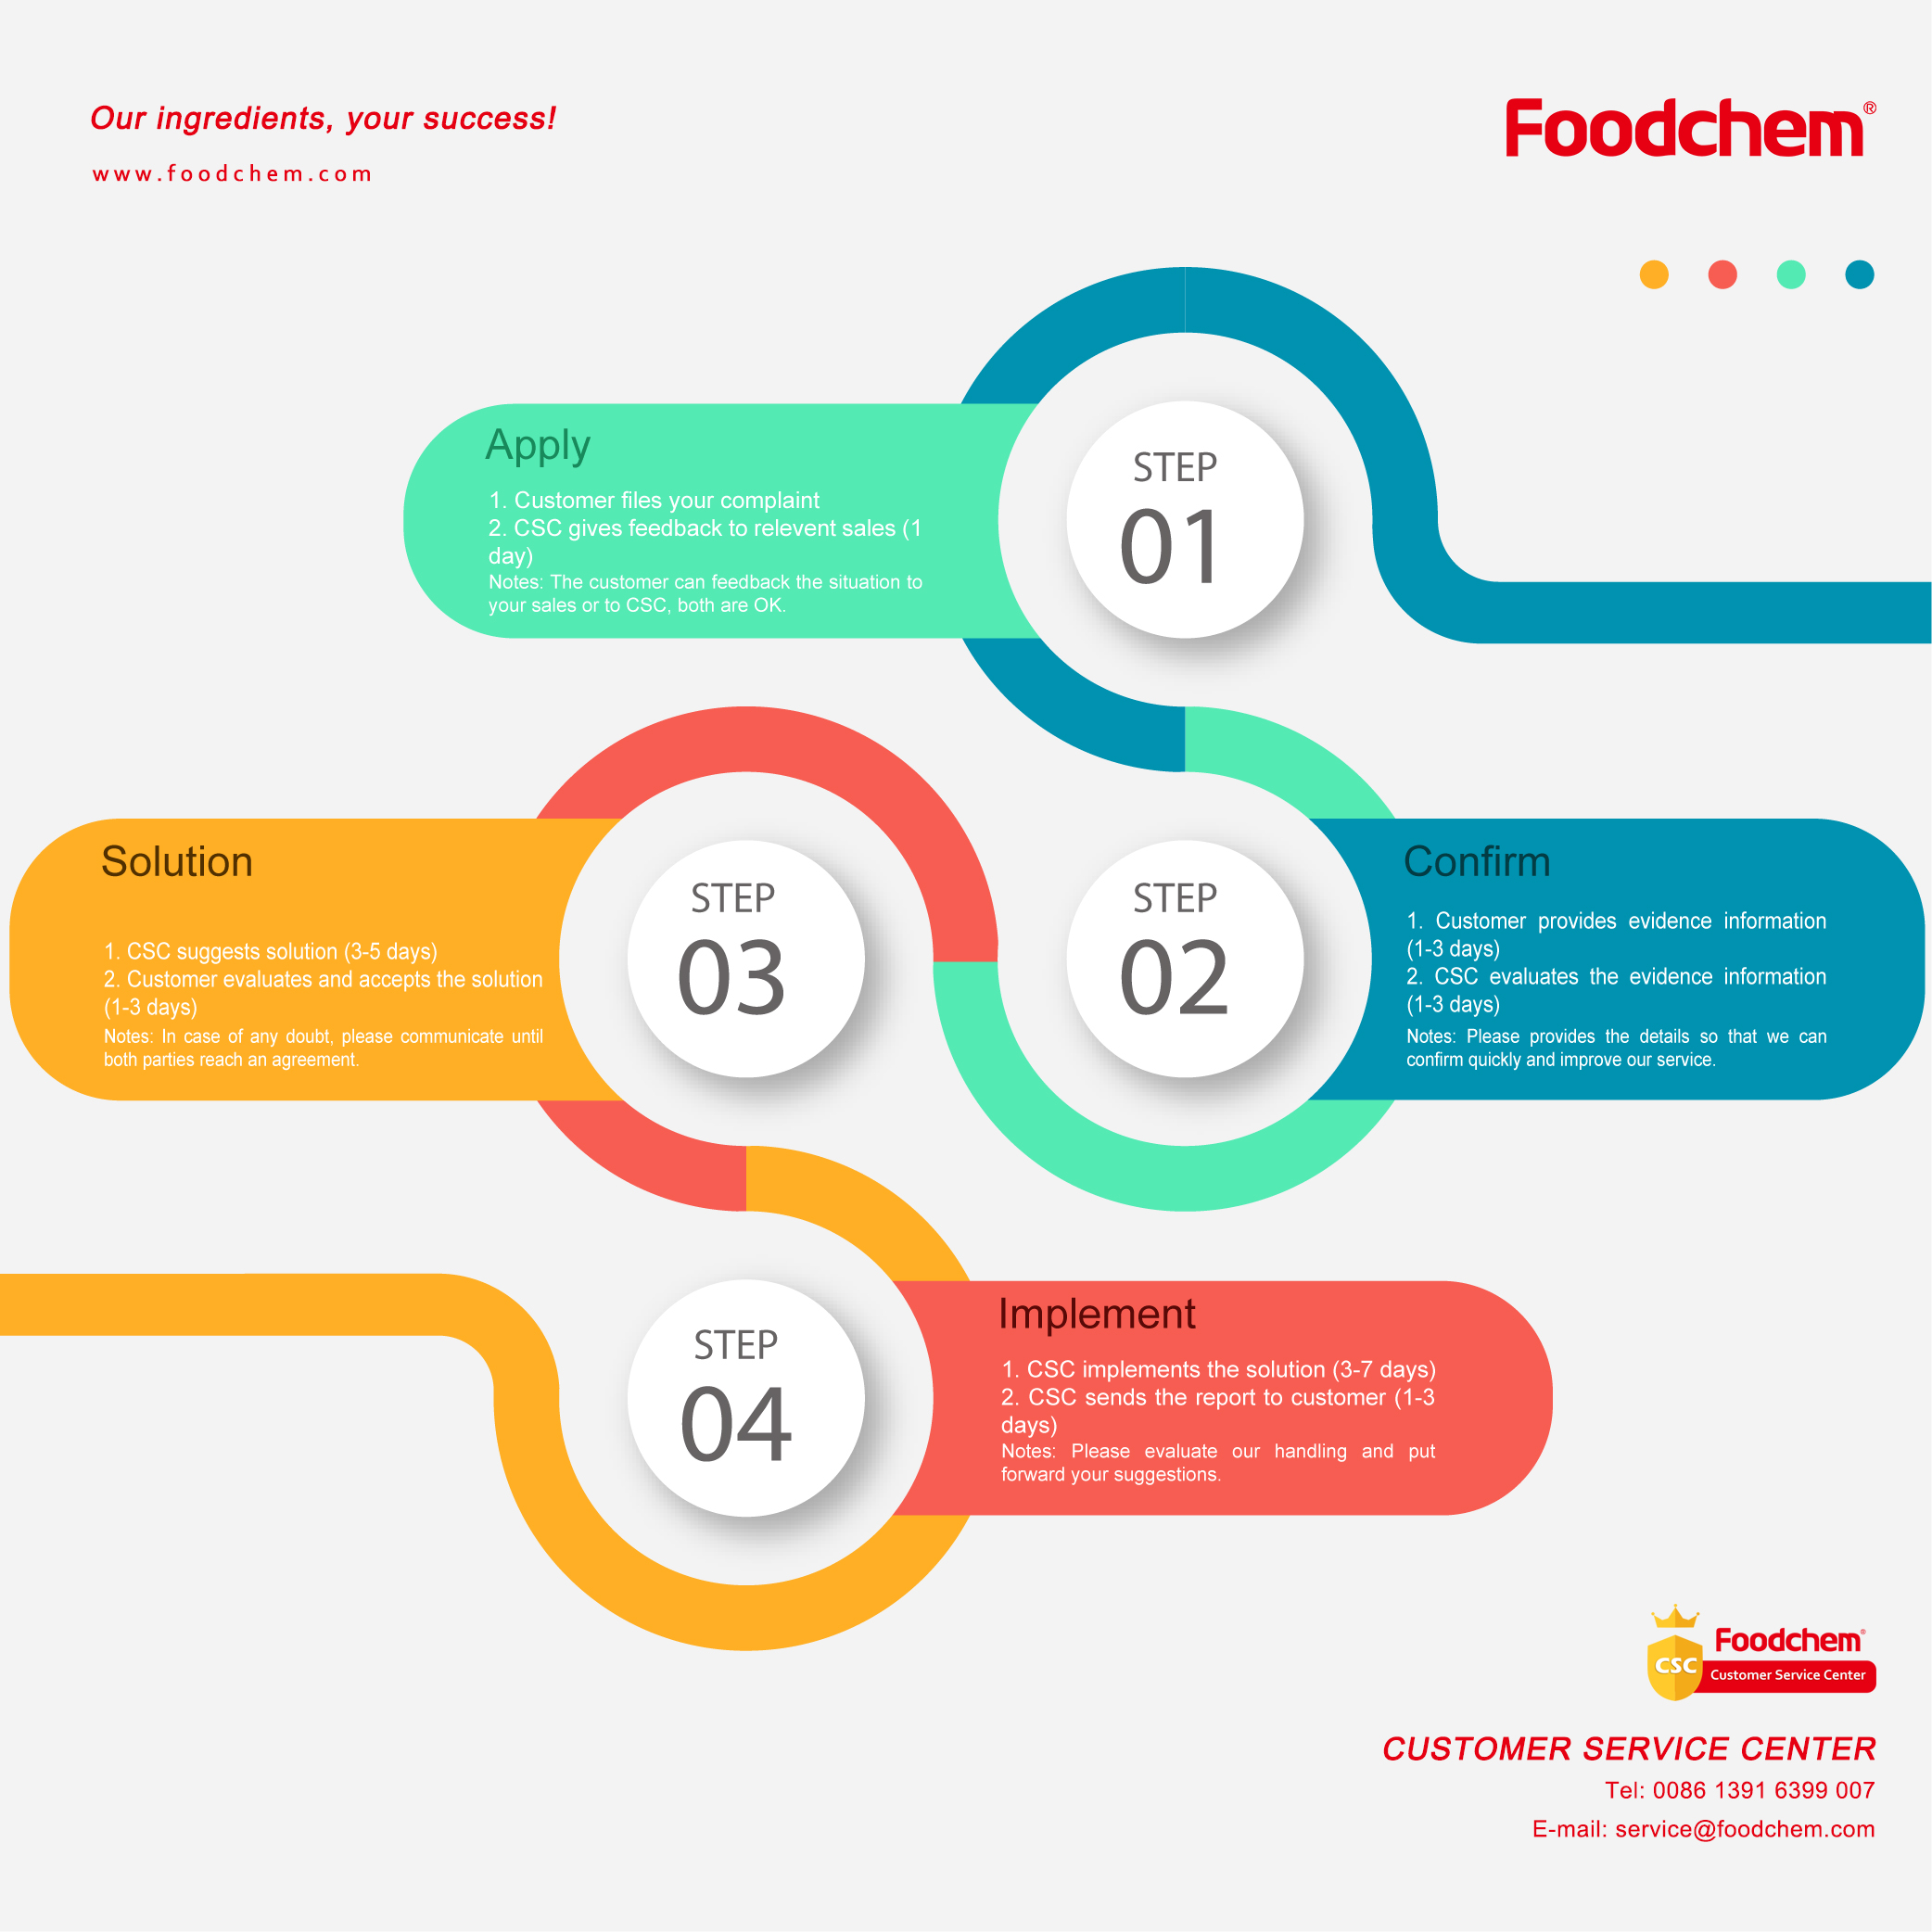 Our ingredients, your success!
www.foodchem.com
Foodchem®
Apply
1. Customer files your complaint
2. CSC gives feedback to relevent sales (1
day)
Notes: The customer can feedback the situation to
your sales or to CSC, both are OK.
STEP
01
Solution
1. CSC suggests solution (3-5 days)
2. Customer evaluates and accepts the solution
(1-3 days)
Notes: In case of any doubt, please communicate until
both parties reach an agreement.
STEP
03
STEP
02
Confirm
1. Customer provides evidence information
(1-3 days)
2. CSC evaluates the evidence information
(1-3 days)
Notes: Please provides the details so that we can
confirm quickly and improve our service.
STEP
04
Implement
1. CSC implements the solution (3-7 days)
2. CSC sends the report to customer (1-3
days)
Notes: Please evaluate our handling and put
forward your suggestions.
Foodchem®
CSC
Customer Service Center
CUSTOMER SERVICE CENTER
Tel: 0086 1391 6399 007
E-mail: service@foodchem.com